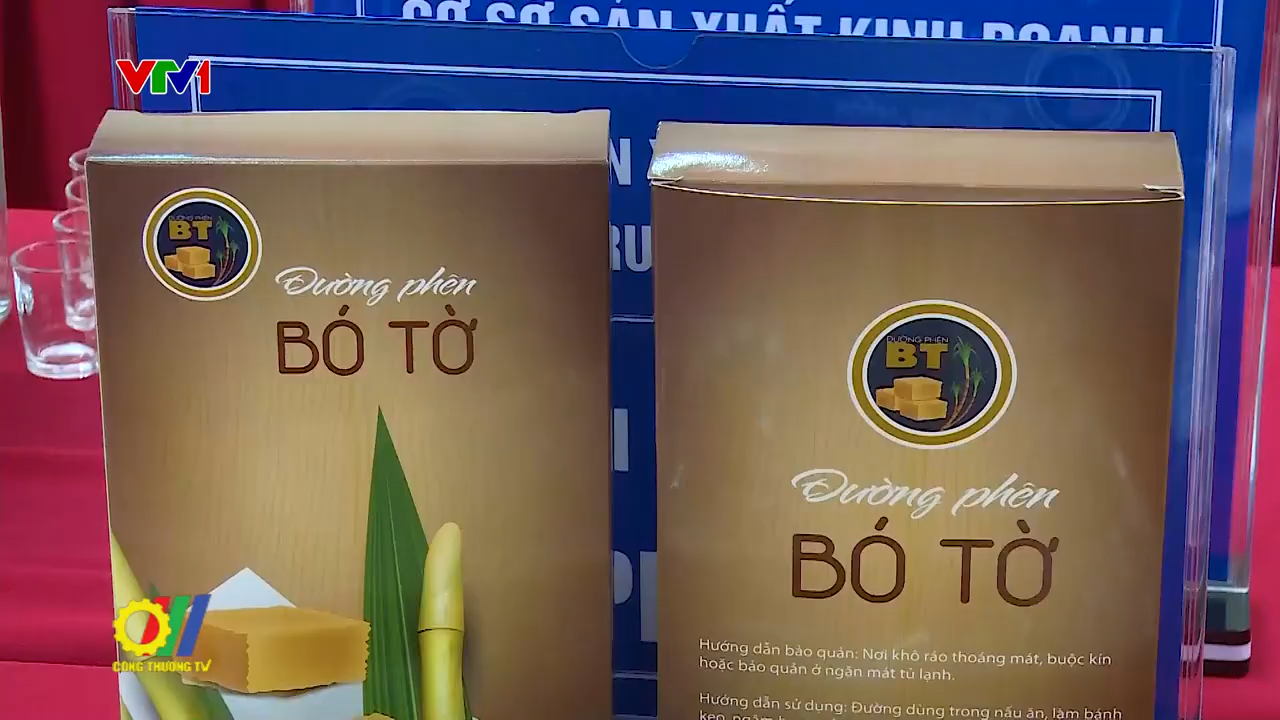 CƠ SỞ SẢN XUẤT KINH DOANH
VTV1
ĐƯỜNG PHÈN
BT
Đường phên
BÓ TỜ
ĐƯỜNG PHÊN
BT
Đường phên
BÓ TỜ
Hướng dẫn bảo quản: Nơi khô ráo thoáng mát, buộc kín
hoặc bảo quản ở ngăn mát tủ lạnh.
Hướng dẫn sử dụng: Đường dùng trong nấu ăn, làm bánh
CÔNG THƯƠNG TV